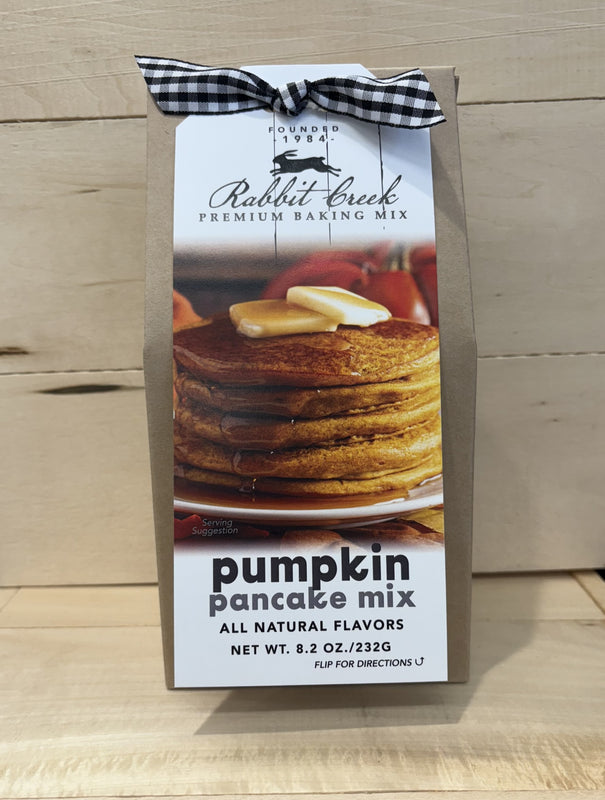 FOUNDED
-1984-
Rabbit Creek
PREMIUM BAKING MIX
Serving
Suggestion
pumpkin
pancake mix
ALL NATURAL FLAVORS
NET WT. 8.2 OZ./232G
FLIP FOR DIRECTIONS